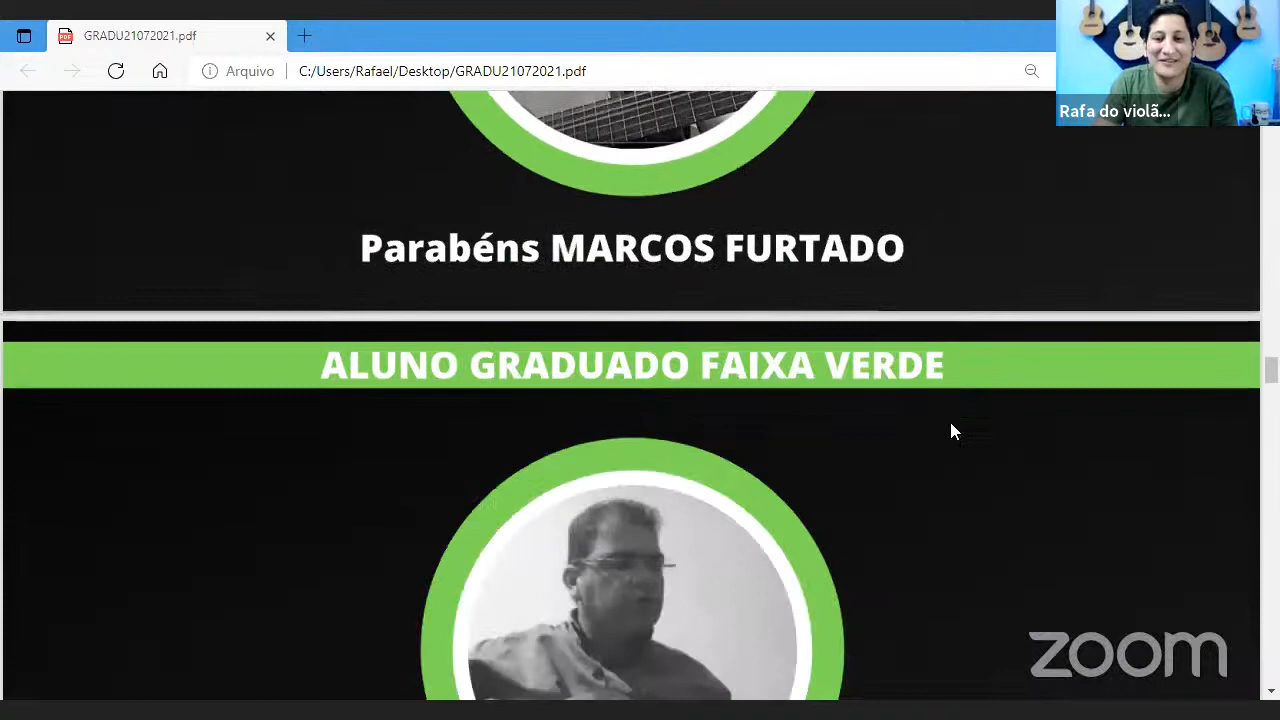 GRADU21072021.pdf
Arquivo
C:/Users/Rafael/Desktop/GRADU21072021.pdf
Rafa do violã...
Parabéns MARCOS FURTADO
ALUNO GRADUADO FAIXA VERDE
zoom